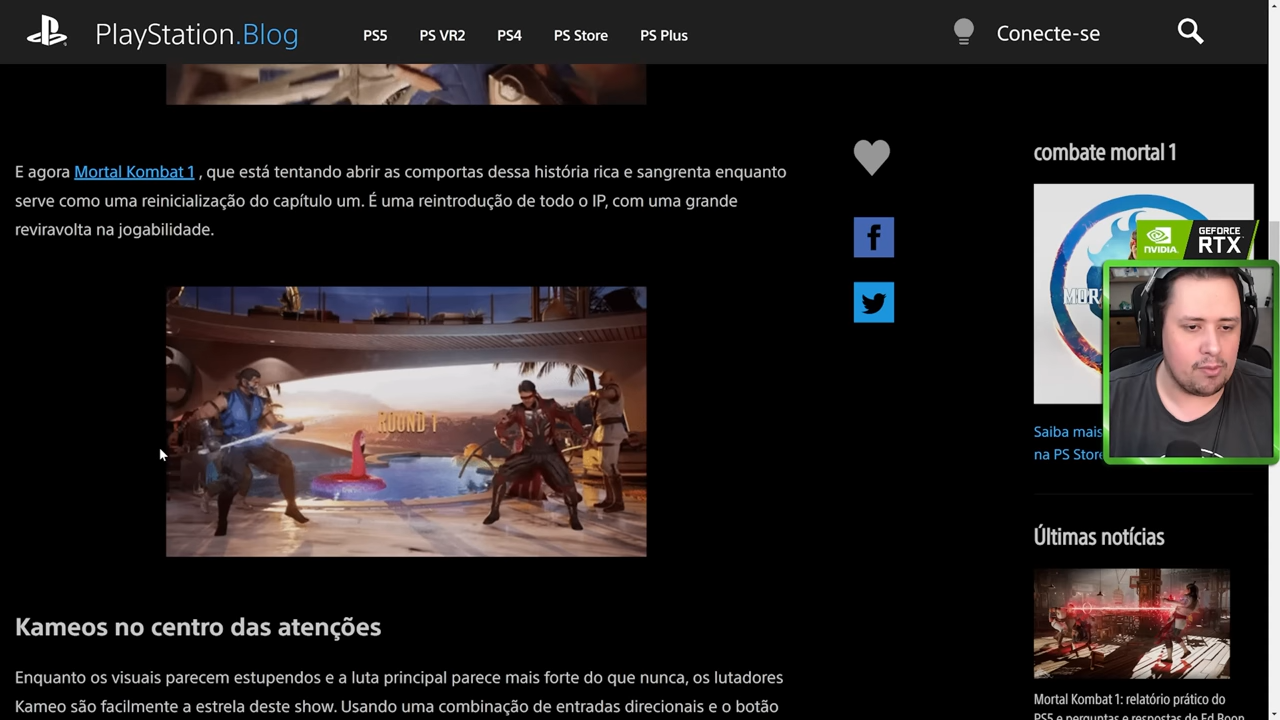 PlayStation.Blog
PS5
PS VR2
PS4
PS Store
PS Plus
Conecte-se
E agora Mortal Kombat 1 , que está tentando abrir as comportas dessa história rica e sangrenta enquanto
serve como uma reinicialização do capítulo um. É uma reintrodução de todo o IP, com uma grande
reviravolta na jogabilidade.
ROUND 1
Kameos no centro das atenções
Enquanto os visuais parecem estupendos e a luta principal parece mais forte do que nunca, os lutadores
Kameo são facilmente a estrela deste show. Usando uma combinação de entradas direcionais e o botão
combate mortal 1
NVIDIA
GEFORCE
RTX
Saiba mais
na PS Store
Últimas notícias
Mortal Kombat 1: relatório prático do
PS5 e perguntas e respostas de Ed Boon